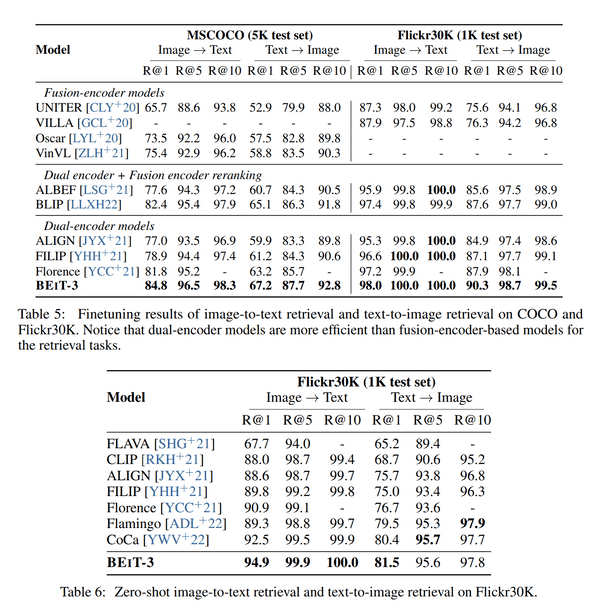 MSCOCO (5K test set) Flickr30K (1K test set)
Model Image → Text Text → Image Image → Text Text → Image
R@1 R@5 R@10 R@1 R@5 R@10 R@1 R@5 R@10 R@1 R@5 R@10
Fusion-encoder models
UNITER [CLY+20] 65.7 88.6 93.8 52.9 79.9 88.0 87.3 98.0 99.2 75.6 94.1 96.8
VILLA [GCL+20] - - - - - - 87.9 97.5 98.8 76.3 94.2 96.8
Oscar [LYL+20] 73.5 92.2 96.0 57.5 82.8 89.8 - - - - - -
VinVL [ZLH+21] 75.4 92.9 96.2 58.8 83.5 90.3 - - - - - -
Dual encoder + Fusion encoder reranking
ALBEF [LSG+21] 77.6 94.3 97.2 60.7 84.3 90.5 95.9 99.8 100.0 85.6 97.5 98.9
BLIP [LLXH22] 82.4 95.4 97.9 65.1 86.3 91.8 97.4 99.8 99.9 87.6 97.7 99.0
Dual-encoder models
ALIGN [JYX+21] 77.0 93.5 96.9 59.9 83.3 89.8 95.3 99.8 100.0 84.9 97.4 98.6
FILIP [YHH+21] 78.9 94.4 97.4 61.2 84.3 90.6 96.6 100.0 100.0 87.1 97.7 99.1
Florence [YCC+21] 81.8 95.2 - 63.2 85.7 - 97.2 99.9 - 87.9 98.1 -
BEIT-3 84.8 96.5 98.3 67.2 87.7 92.8 98.0 100.0 100.0 90.3 98.7 99.5
Table 5: Finetuning results of image-to-text retrieval and text-to-image retrieval on COCO and
Flickr30K. Notice that dual-encoder models are more efficient than fusion-encoder-based models for
the retrieval tasks.
Flickr30K (1K test set)
Model Image → Text Text → Image
R@1 R@5 R@10 R@1 R@5 R@10
FLAVA [SHG+21] 67.7 94.0 - 65.2 89.4 -
CLIP [RKH+21] 88.0 98.7 99.4 68.7 90.6 95.2
ALIGN [JYX+21] 88.6 98.7 99.7 75.7 93.8 96.8
FILIP [YHH+21] 89.8 99.2 99.8 75.0 93.4 96.3
Florence [YCC+21] 90.9 99.1 - 76.7 93.6 -
Flamingo [ADL+22] 89.3 98.8 99.7 79.5 95.3 97.9
CoCa [YWV+22] 92.5 99.5 99.9 80.4 95.7 97.7
BEIT-3 94.9 99.9 100.0 81.5 95.6 97.8
Table 6: Zero-shot image-to-text retrieval and text-to-image retrieval on Flickr30K.